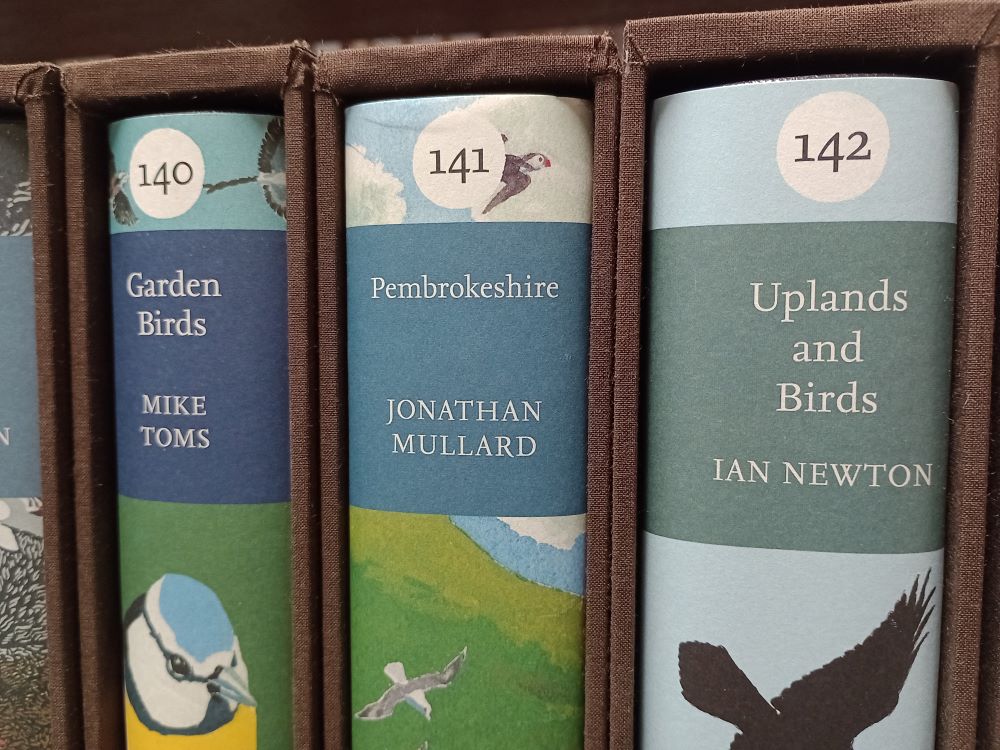 140
Garden
Birds
MIKE
TOMS
141
Pembrokeshire
JONATHAN
MULLARD
142
Uplands
and
Birds
IAN NEWTON